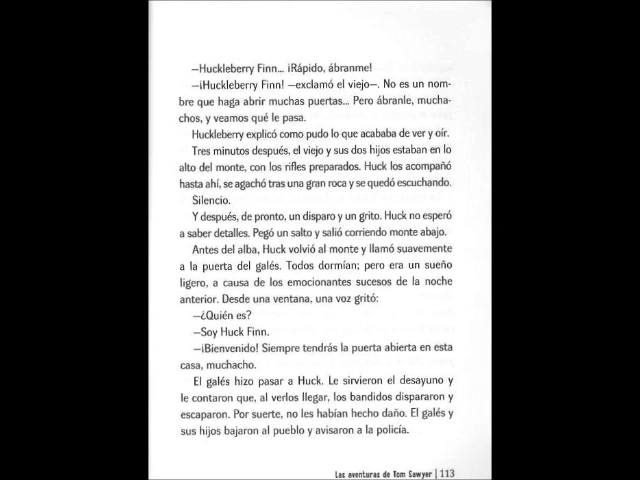 —Huckleberry Finn... ¡Rápido, ábranme!
—¡Huckleberry Finn! —exclamó el viejo—. No es un nom-
bre que haga abrir muchas puertas... Pero ábranle, mucha-
chos, y veamos qué le pasa.
Huckleberry explicó como pudo lo que acababa de ver y oír.
Tres minutos después, el viejo y sus dos hijos estaban en lo
alto del monte, con los rifles preparados. Huck los acompañó
hasta ahí, se agachó tras una gran roca y se quedó escuchando.
Silencio.
Y después, de pronto, un disparo y un grito. Huck no esperó
a saber detalles. Pegó un salto y salió corriendo monte abajo.
Antes del alba, Huck volvió al monte y llamó suavemente
a la puerta del galés. Todos dormían; pero era un sueño
ligero, a causa de los emocionantes sucesos de la noche
anterior. Desde una ventana, una voz gritó:
—¿Quién es?
—Soy Huck Finn.
—¡Bienvenido! Siempre tendrás la puerta abierta en esta
casa, muchacho.
El galés hizo pasar a Huck. Le sirvieron el desayuno y
le contaron que, al verlos llegar, los bandidos dispararon y
escaparon. Por suerte, no les habían hecho daño. El galés y
sus hijos bajaron al pueblo y avisaron a la policía.
Las aventuras de Tom Sawyer | 113